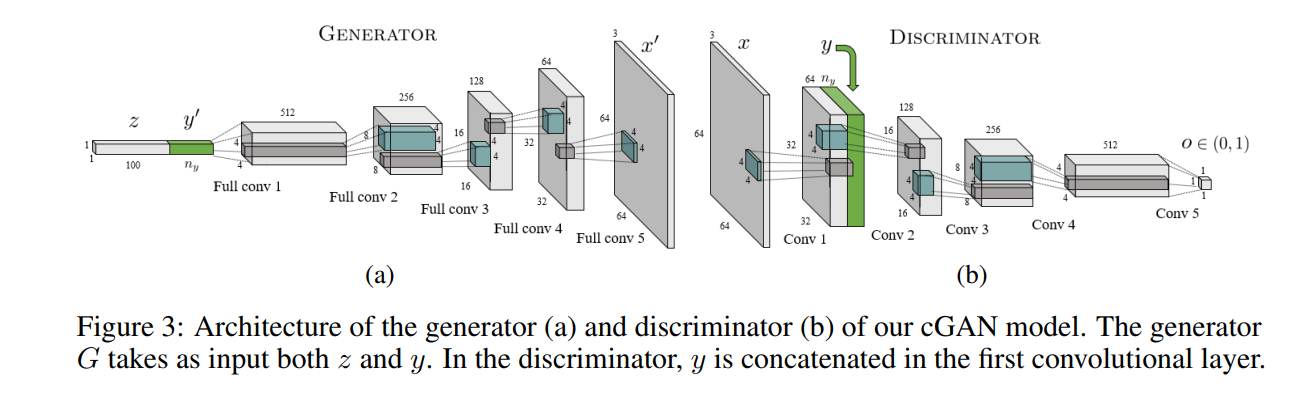 GENERATOR
z y′
1
1
100
n_y
512
4
4
Full conv 1
256
8
4
4
8
Full conv 2
128
16
4
4
16
Full conv 3
64
4
4
32
4
32
Full conv 4
3
x′
64
4
4
64
Full conv 5
DISCRIMINATOR
3
x
64
4
4
64
y
64 n_y
32
4
4
4
4
32
Conv 1
128
16
4
4
4
16
Conv 2
256
8
4
4
8
Conv 3
512
4
4
Conv 4
o ∈ (0, 1)
1
1
1
Conv 5
(a)
(b)
Figure 3: Architecture of the generator (a) and discriminator (b) of our cGAN model. The generator
G takes as input both z and y. In the discriminator, y is concatenated in the first convolutional layer.